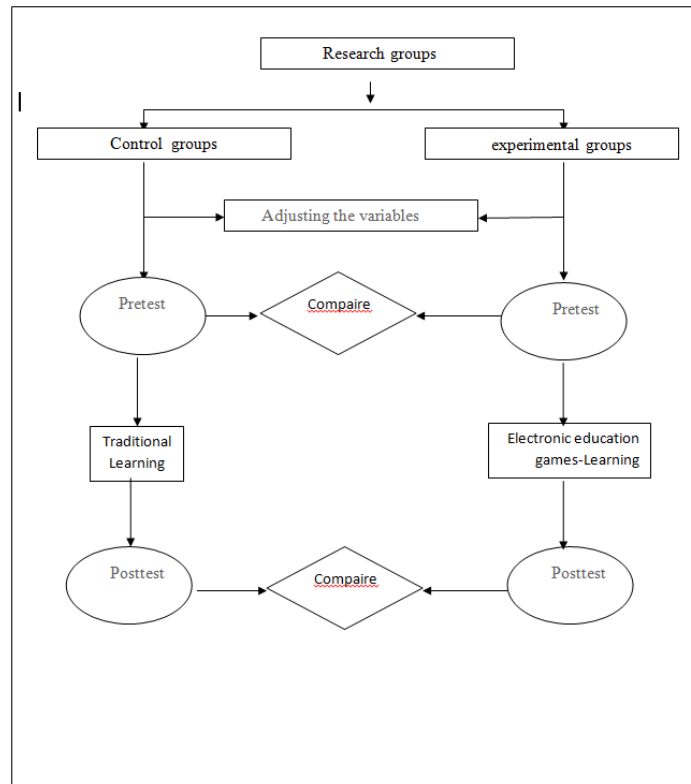 Research groups
Control groups
experimental groups
Adjusting the variables
Pretest
Compaire
Pretest
Traditional
Learning
Electronic education
games-Learning
Posttest
Compaire
Posttest